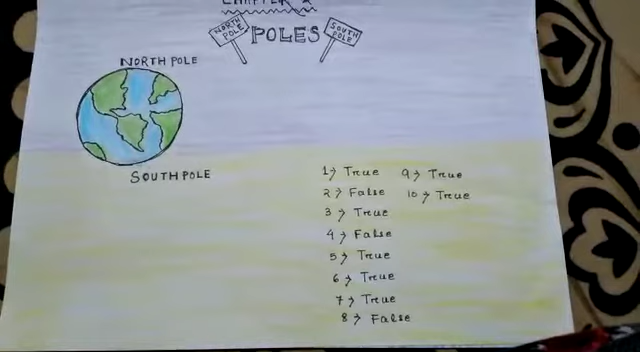 NORTH POLE
POLES
SOUTH POLE
NORTH POLE
SOUTH POLE
1> True 9> True
2> False 10> True
3> True
4> False
5> True
6> True
7> True
8> False